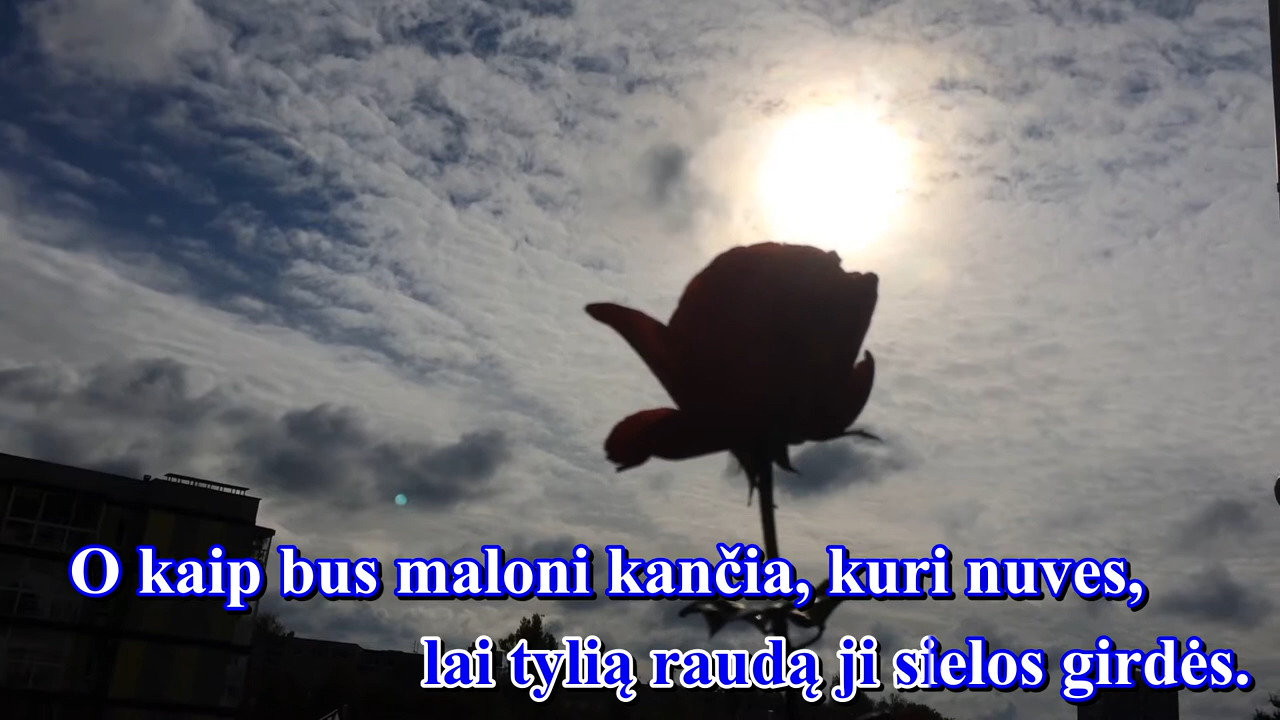 O kaip bus maloni kančia, kuri nuves,
lai tylią raudą ji sielos girdės.